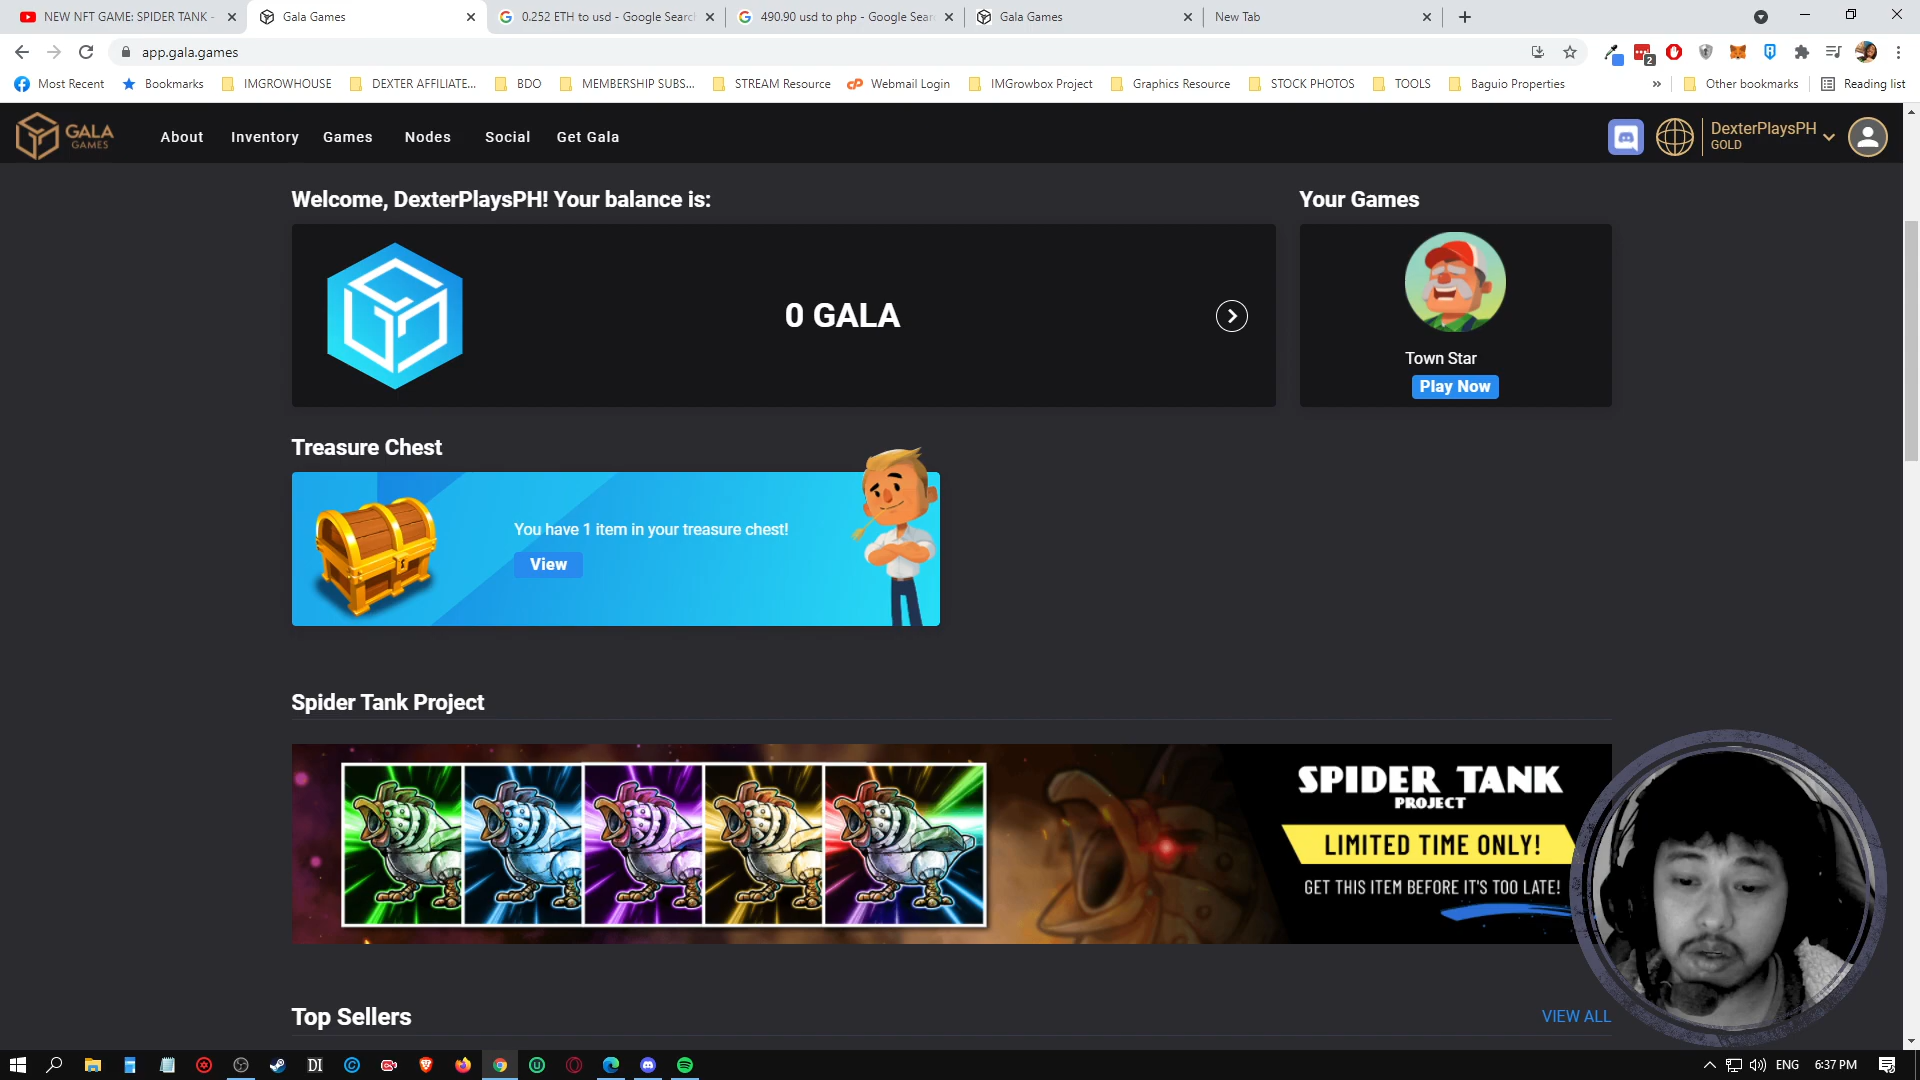 NEW NFT GAME: SPIDER TANK -
Gala Games
0.252 ETH to usd - Google Searc
490.90 usd to php - Google Sear
Gala Games
New Tab
app.gala.games
2
Most Recent
Bookmarks
IMGROWHOUSE
DEXTER AFFILIATE...
BDO
MEMBERSHIP SUBS...
STREAM Resource
Webmail Login
IMGrowbox Project
Graphics Resource
STOCK PHOTOS
TOOLS
Baguio Properties
»
Other bookmarks
Reading list
GALA
GAMES
About
Inventory
Games
Nodes
Social
Get Gala
DexterPlaysPH
GOLD
Welcome, DexterPlaysPH! Your balance is:
Your Games
0 GALA
Town Star
Play Now
Treasure Chest
You have 1 item in your treasure chest!
View
Spider Tank Project
SPIDER TANK
PROJECT
LIMITED TIME ONLY!
GET THIS ITEM BEFORE IT'S TOO LATE!
Top Sellers
VIEW ALL
DI
ENG
6:37 PM